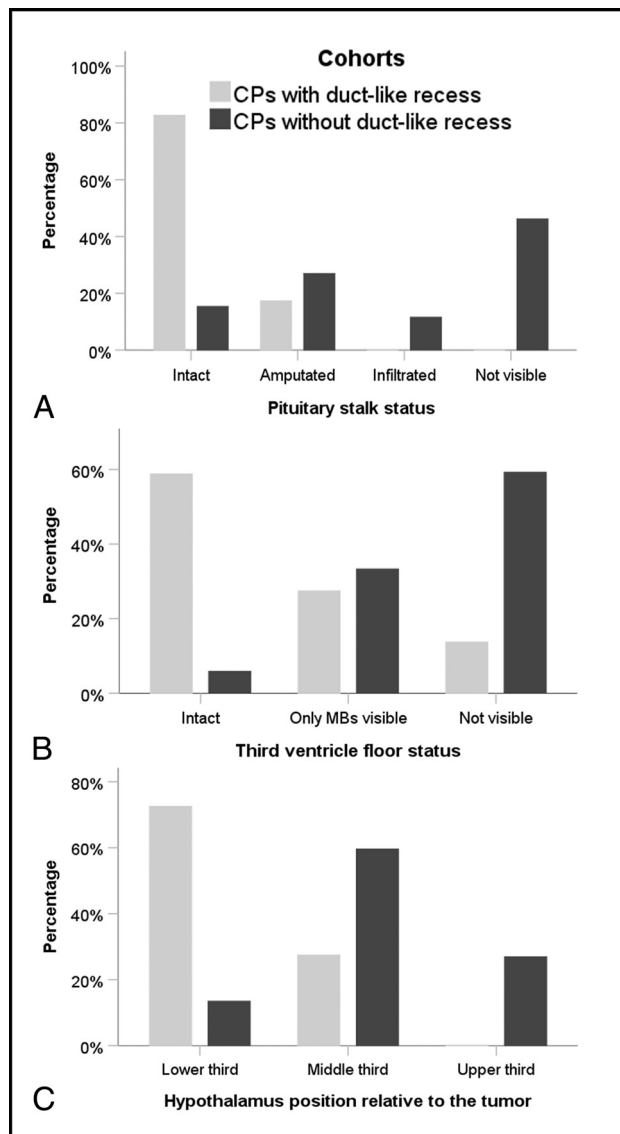 Cohorts
CPs with duct-like recess
CPs without duct-like recess
Percentage
100%
80%
60%
40%
20%
0%
Intact Amputated Infiltrated Not visible
A
Pituitary stalk status
Percentage
60%
40%
20%
0%
Intact Only MBs visible Not visible
B
Third ventricle floor status
Percentage
80%
60%
40%
20%
0%
Lower third Middle third Upper third
C
Hypothalamus position relative to the tumor